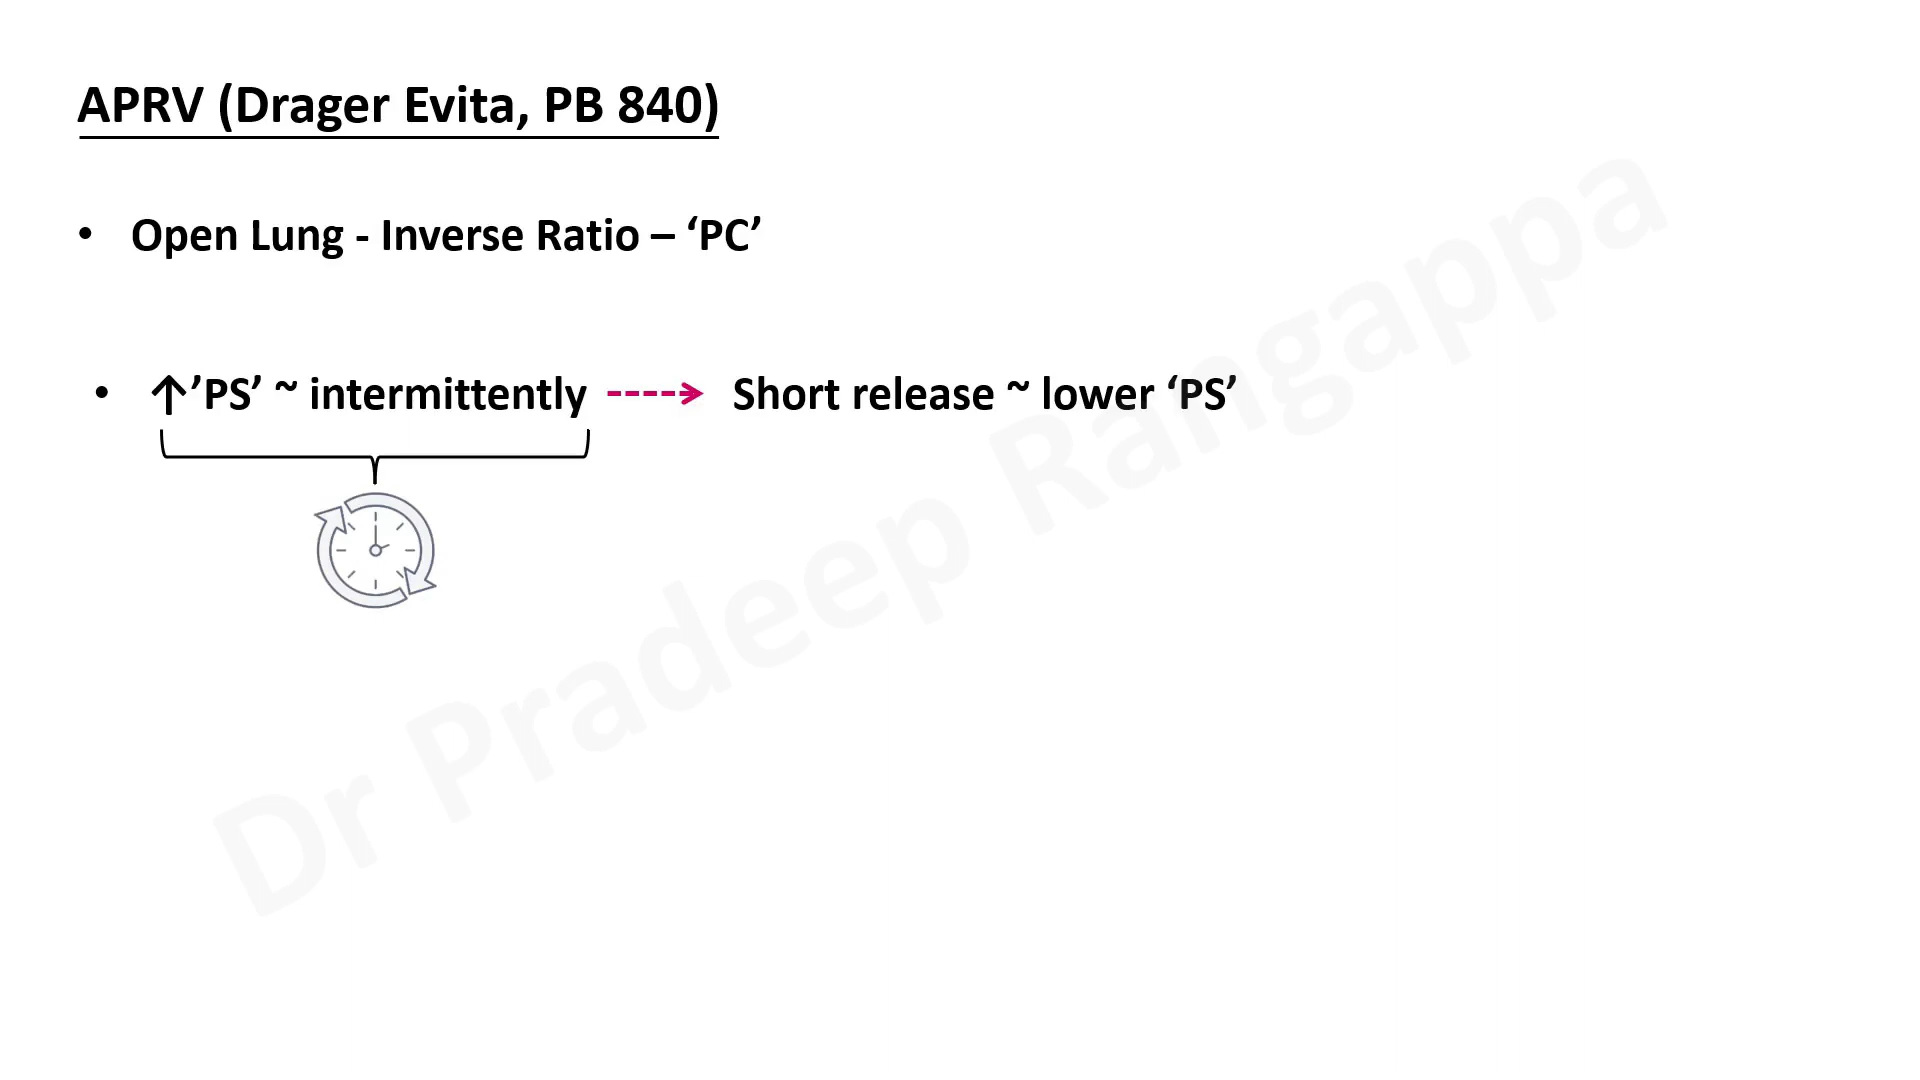 APRV (Drager Evita, PB 840)
• Open Lung - Inverse Ratio – ‘PC’
• ↑’PS’ ~ intermittently ----> Short release ~ lower ‘PS’
Dr Pradeep Rangappa